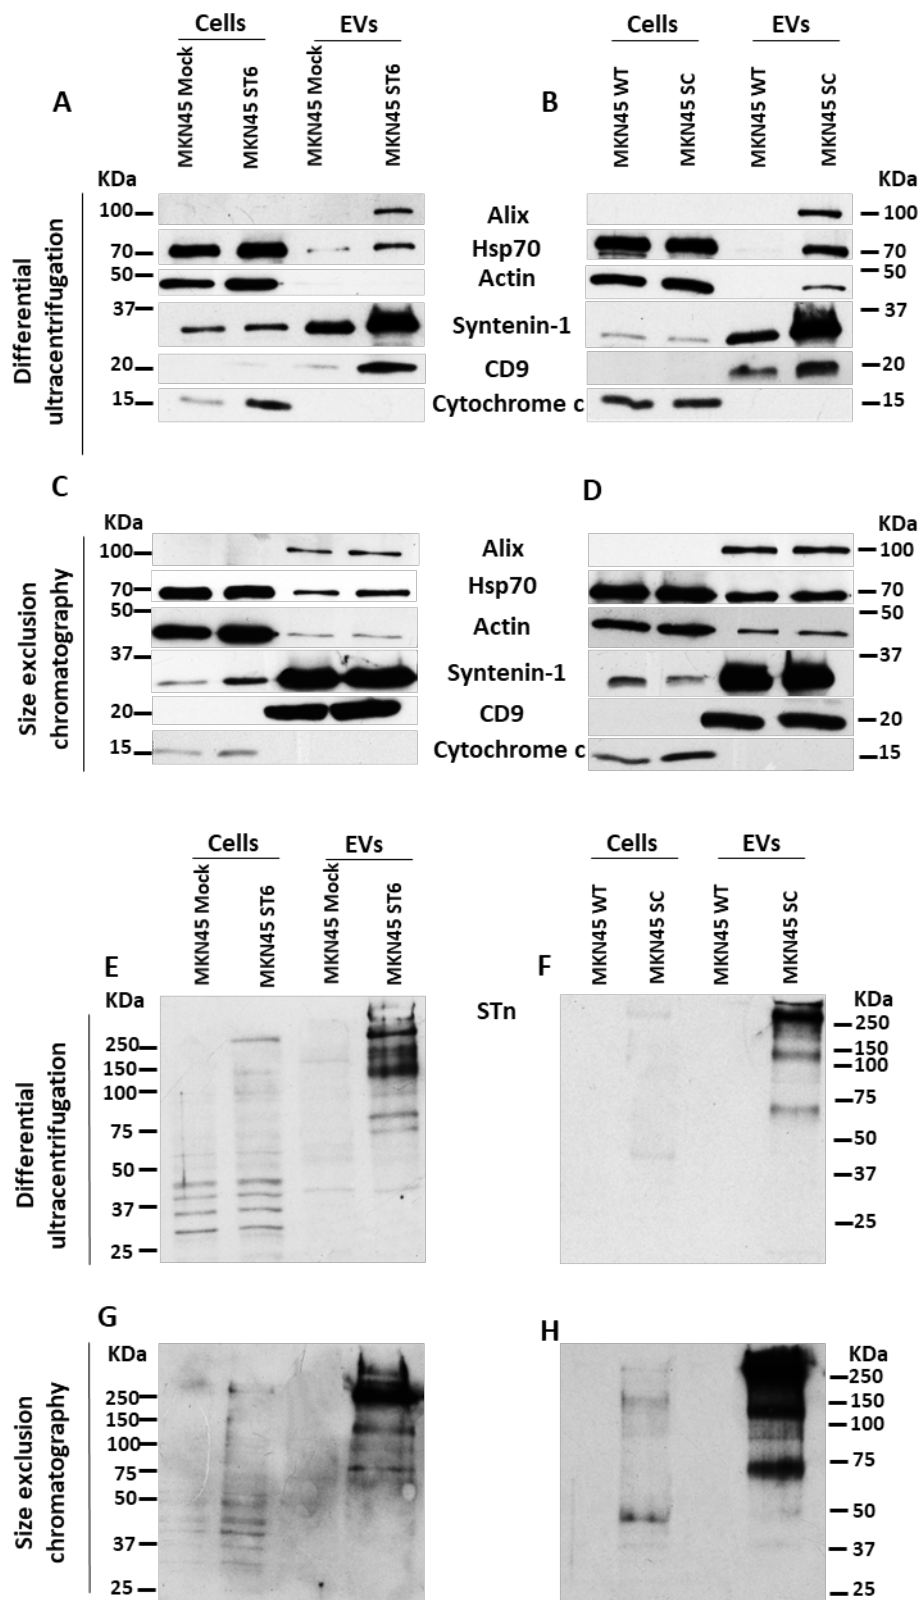 Cells EVs
Cells EVs
MKN45 Mock
MKN45 ST6
MKN45 Mock
MKN45 ST6
MKN45 WT
MKN45 SC
MKN45 WT
MKN45 SC
A
B
KDa
KDa
Differential
ultracentrifugation
100 Alix 100
70 Hsp70 70
50 Actin 50
37 Syntenin-1 37
20 CD9 20
15 Cytochrome c 15
C
D
KDa
KDa
Size exclusion
chromatography
100 Alix 100
70 Hsp70 70
50 Actin 50
37 Syntenin-1 37
20 CD9 20
15 Cytochrome c 15
Cells EVs
Cells EVs
MKN45 Mock
MKN45 ST6
MKN45 Mock
MKN45 ST6
MKN45 WT
MKN45 SC
MKN45 WT
MKN45 SC
E
F
STn
KDa
Differential
ultracentrifugation
250
150
100
75
50
37
25
KDa
250
150
100
75
50
37
25
G
H
KDa
Size exclusion
chromatography
250
150
100
75
50
37
25
KDa
250
150
100
75
50
37
25